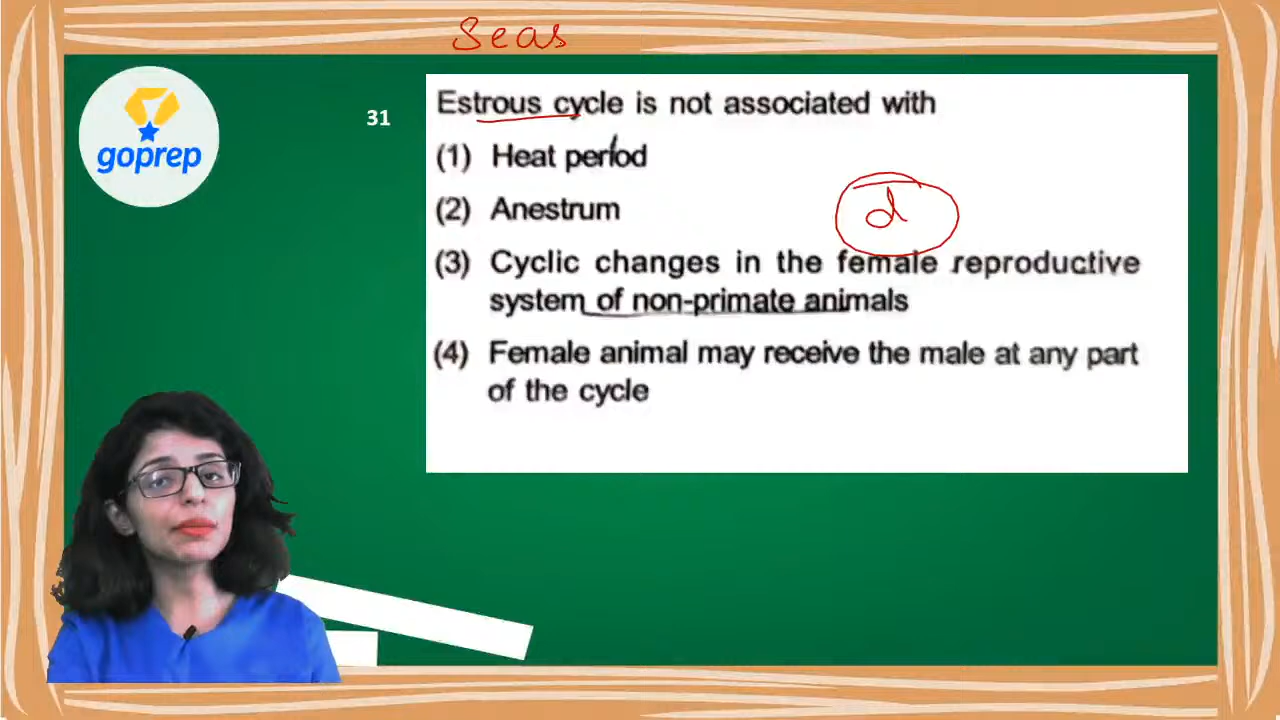 Seas
goprep
31
Estrous cycle is not associated with
(1) Heat period
(2) Anestrum
d
(3) Cyclic changes in the female reproductive
system of non-primate animals
(4) Female animal may receive the male at any part
of the cycle